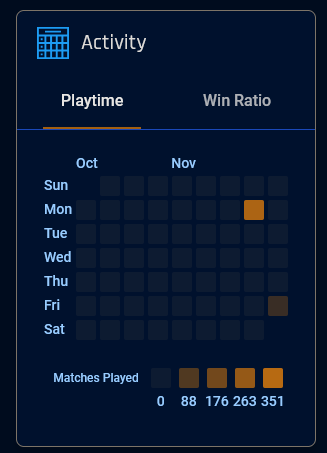 Activity
Playtime Win Ratio
Oct Nov
Sun
Mon
Tue
Wed
Thu
Fri
Sat
Matches Played
0 88 176 263 351